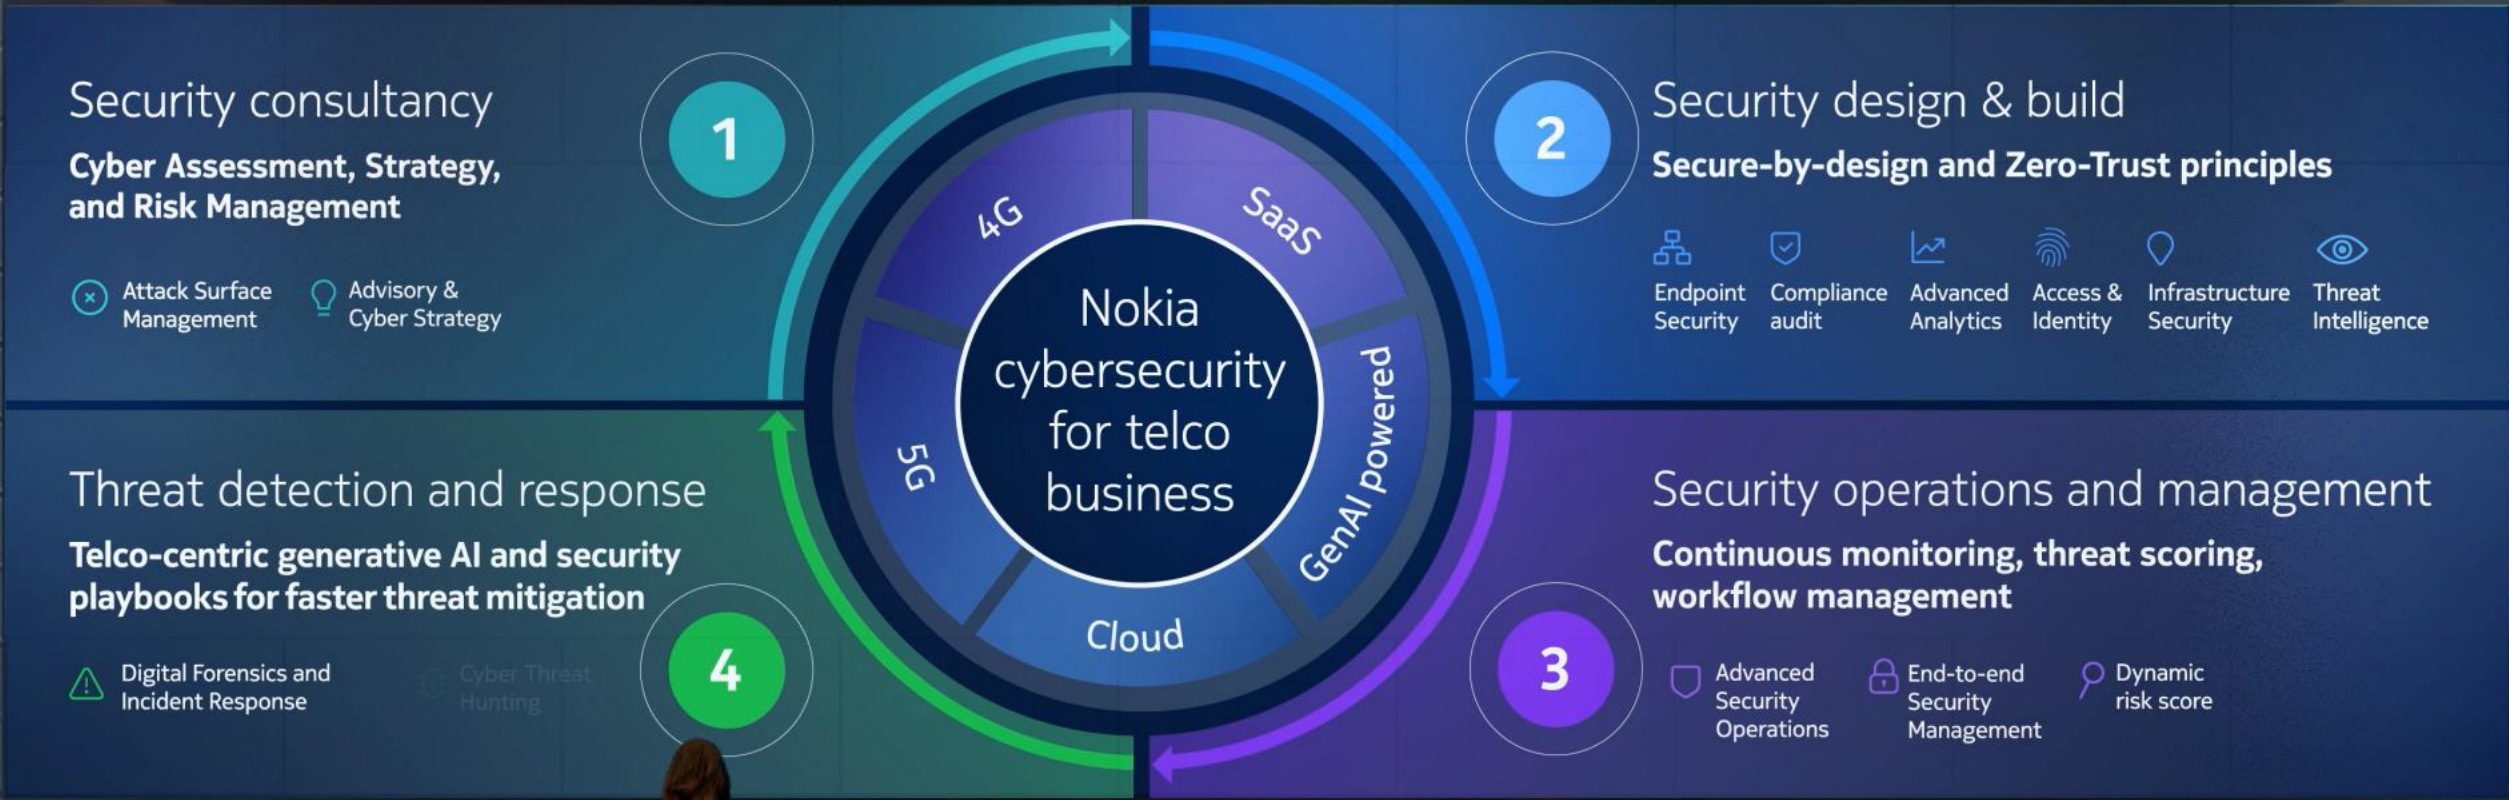 Security consultancy
Cyber Assessment, Strategy,
and Risk Management
Attack Surface
Management
Advisory &
Cyber Strategy
1
2
Security design & build
Secure-by-design and Zero-Trust principles
Endpoint
Security
Compliance
audit
Advanced
Analytics
Access &
Identity
Infrastructure
Security
Threat
Intelligence
4G
SaaS
5G
GenAI powered
Cloud
Nokia
cybersecurity
for telco
business
Threat detection and response
Telco-centric generative AI and security
playbooks for faster threat mitigation
Digital Forensics and
Incident Response
Cyber Threat
Hunting
4
3
Security operations and management
Continuous monitoring, threat scoring,
workflow management
Advanced
Security
Operations
End-to-end
Security
Management
Dynamic
risk score